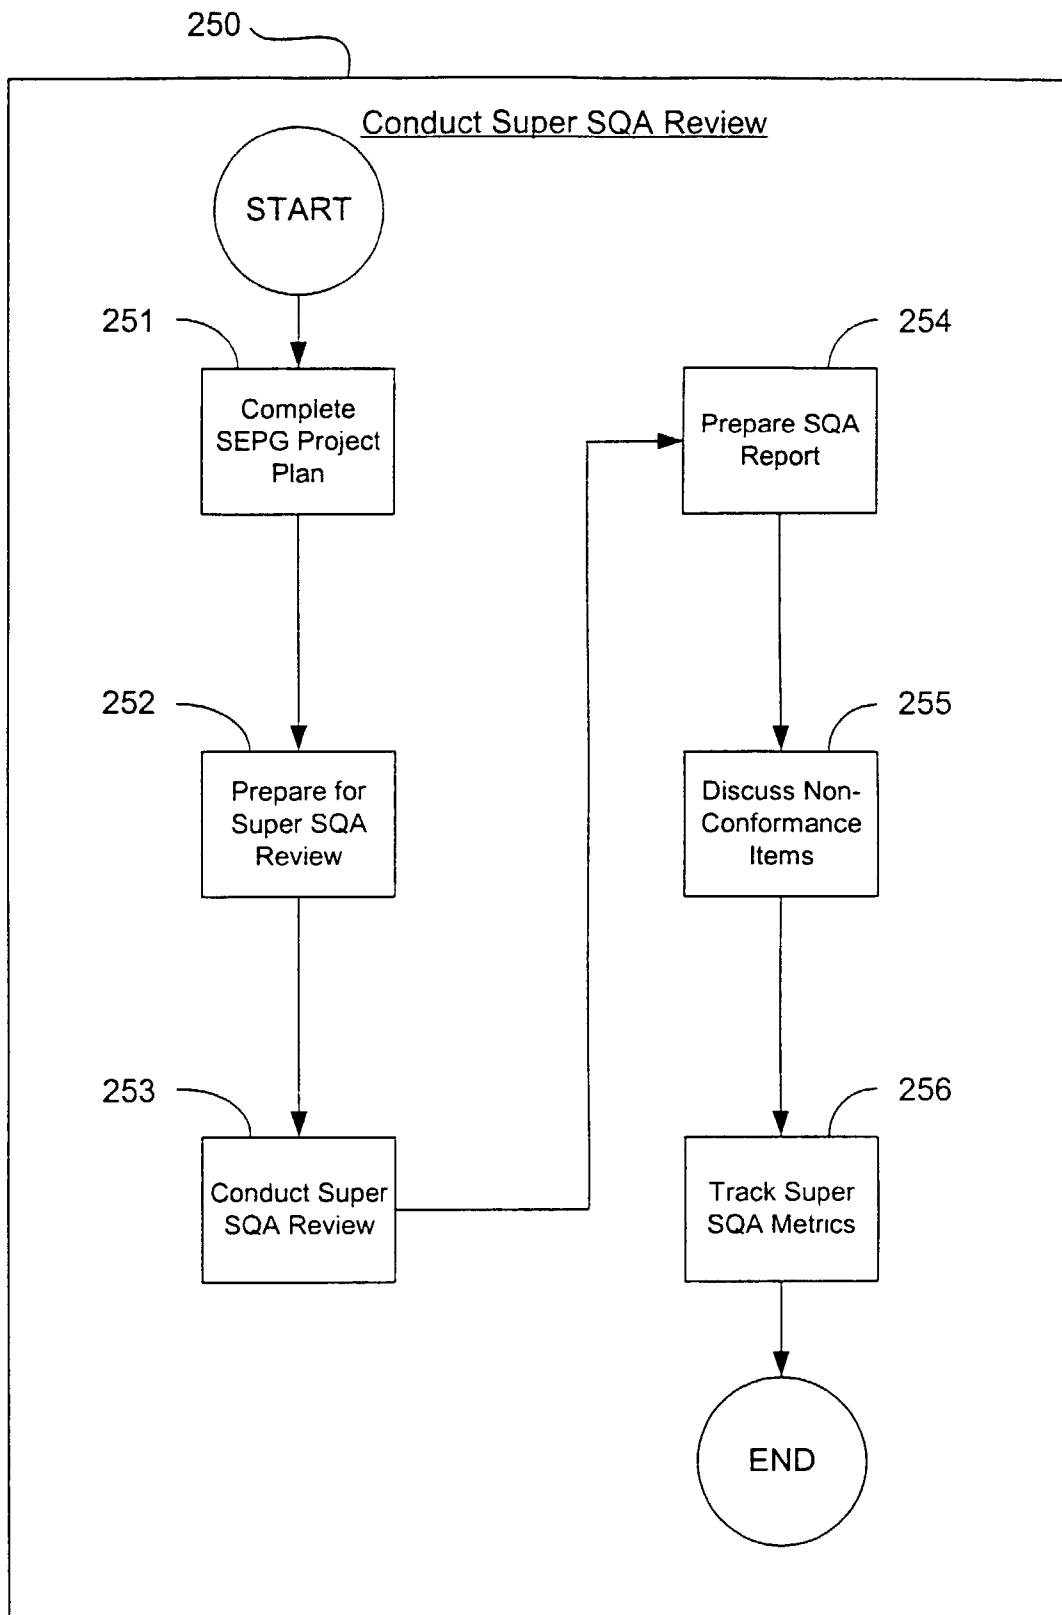 250
Conduct Super SQA Review
START
251
Complete
SEPG Project
Plan
252
Prepare for
Super SQA
Review
253
Conduct Super
SQA Review
254
Prepare SQA
Report
255
Discuss Non-
Conformance
Items
256
Track Super
SQA Metrics
END